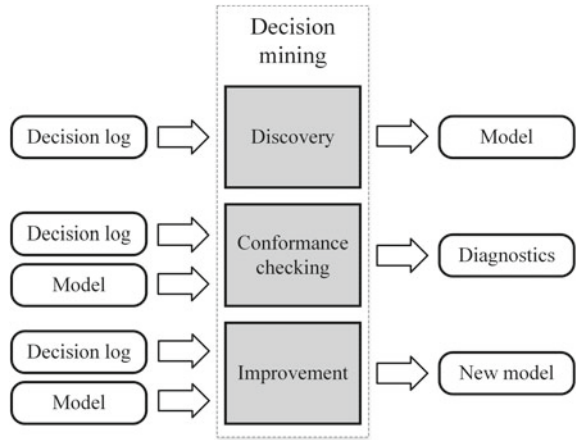 Decision
mining
Decision log
Discovery
Model
Decision log
Model
Conformance
checking
Diagnostics
Decision log
Model
Improvement
New model